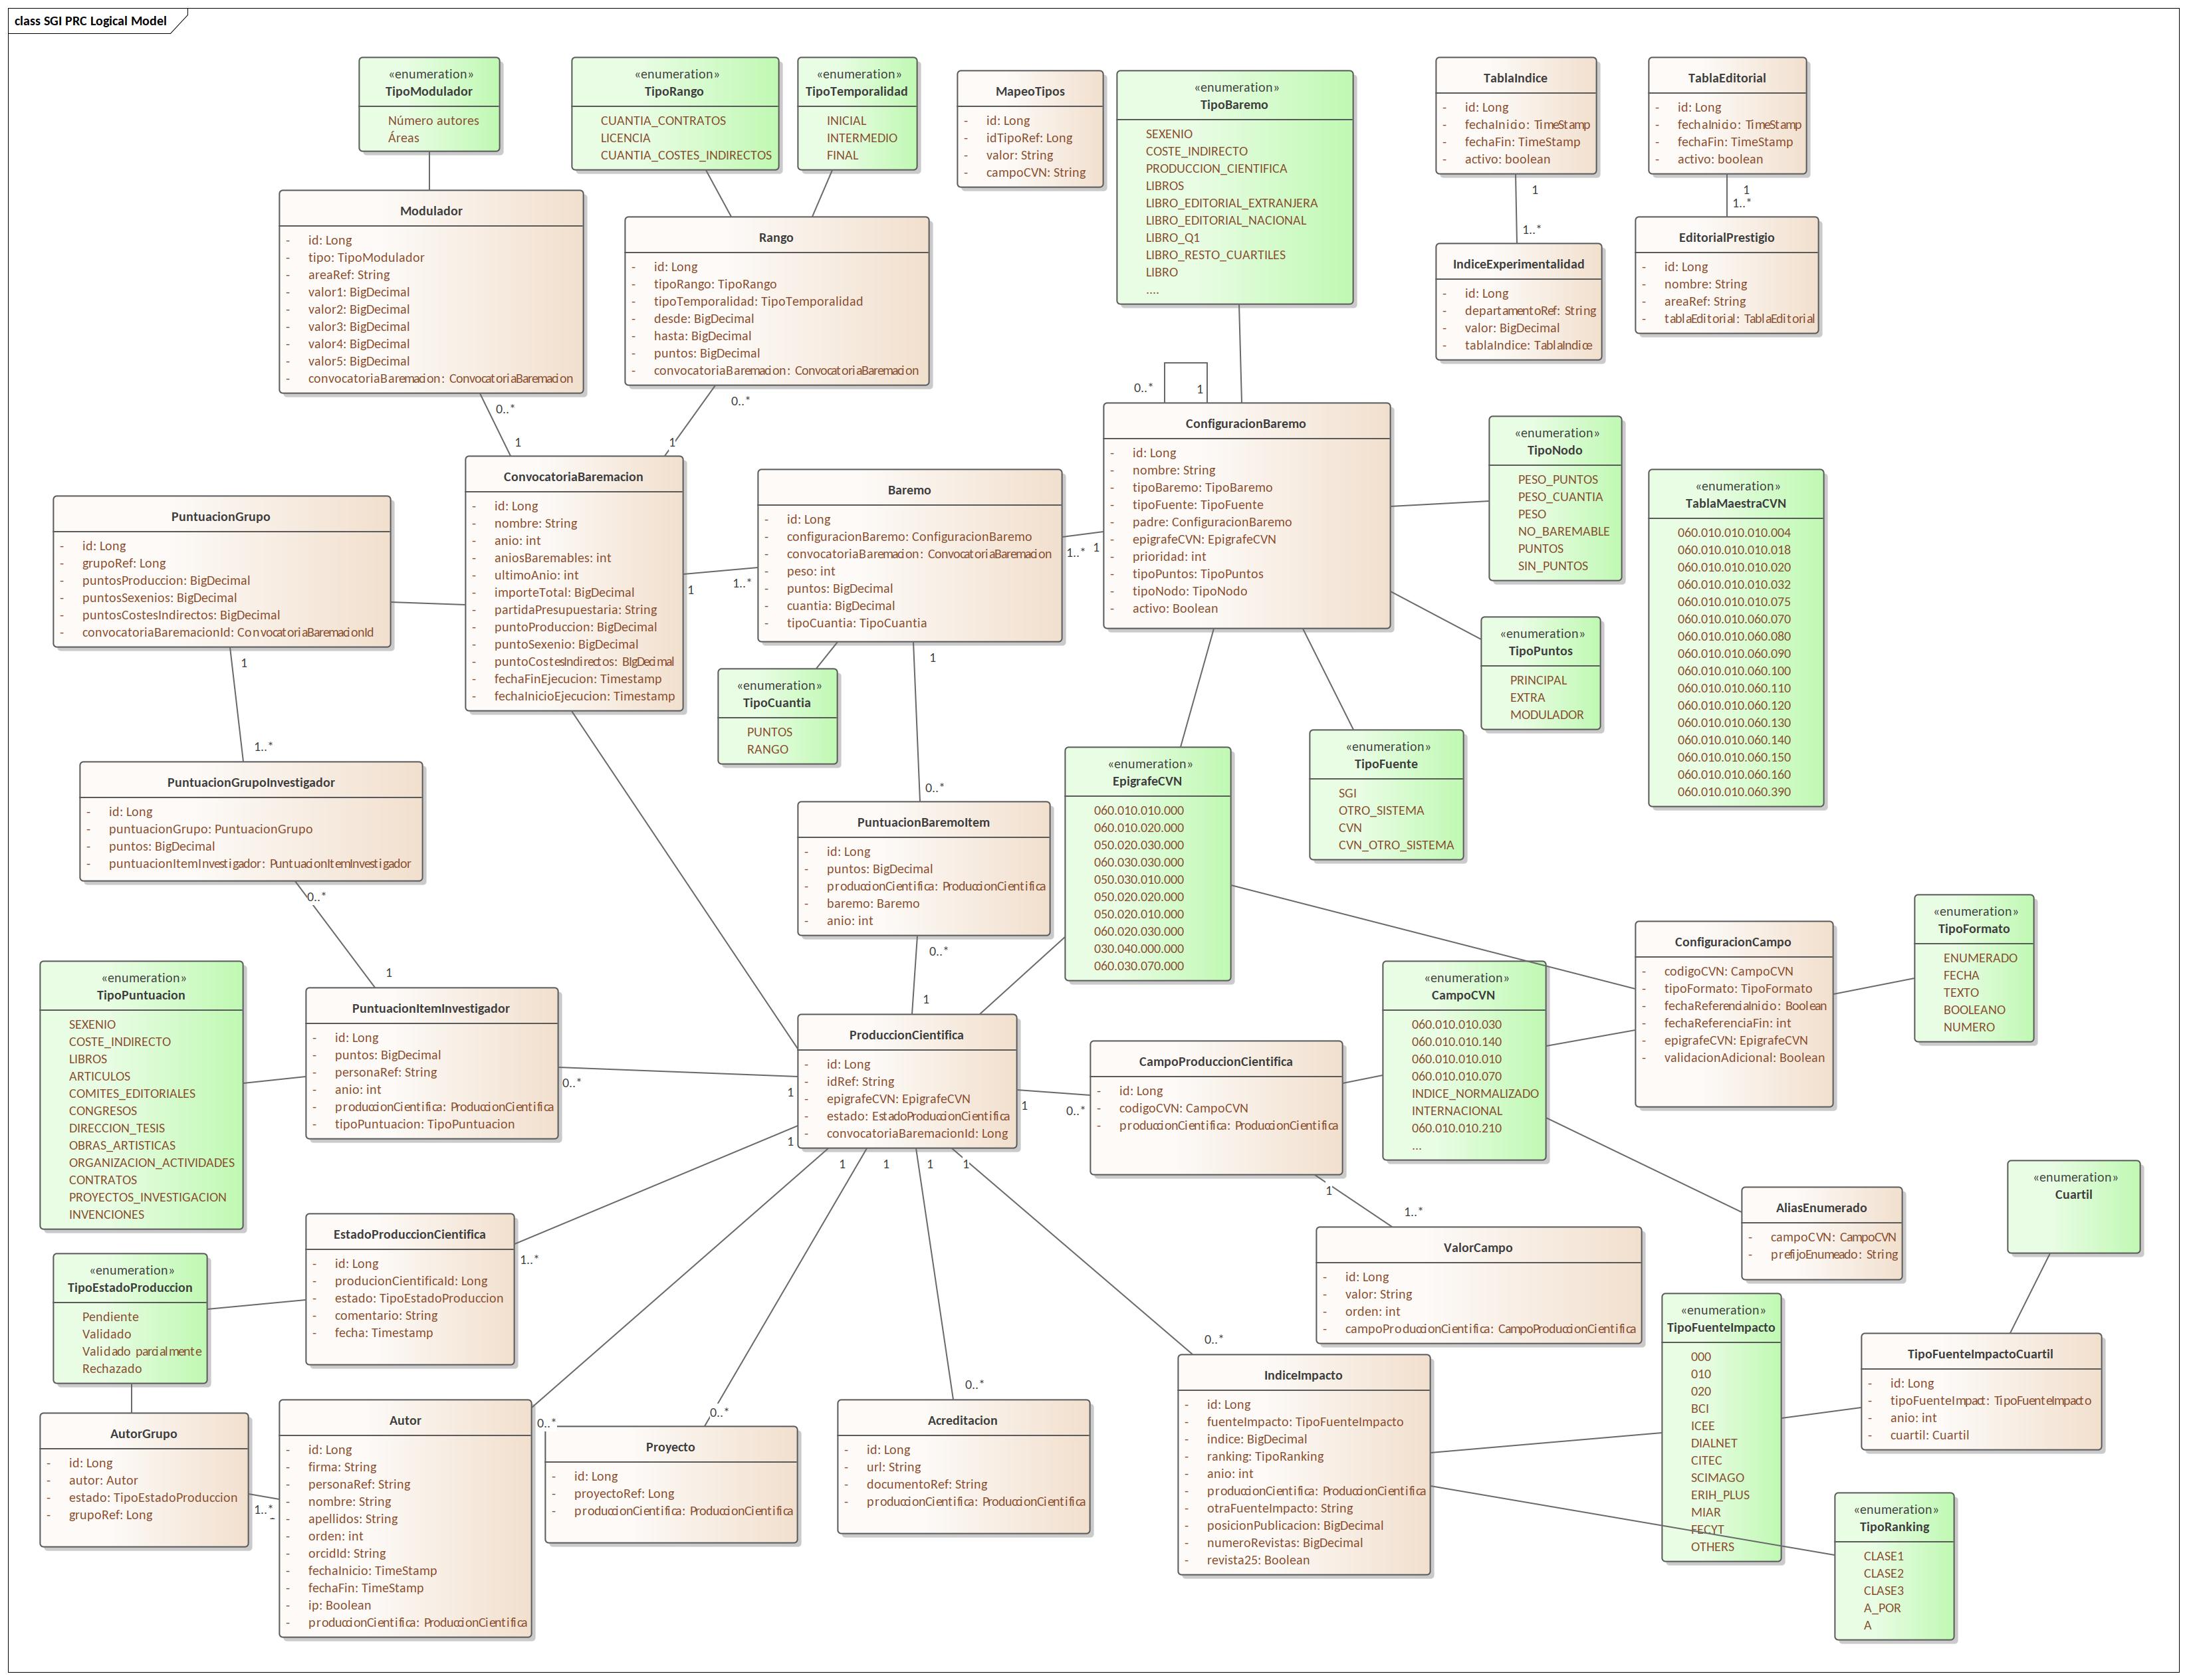 class SGI PRC Logical Model
«enumeration»
TipoModulador
Número autores
Áreas
«enumeration»
TipoRango
CUANTIA_CONTRATOS
LICENCIA
CUANTIA_COSTES_INDIRECTOS
«enumeration»
TipoTemporalidad
INICIAL
INTERMEDIO
FINAL
MapeoTipos
- id: Long
- idTipoRef: Long
- valor: String
- campoCVN: String
«enumeration»
TipoBaremo
SEXENIO
COSTE_INDIRECTO
PRODUCCION_CIENTIFICA
LIBROS
LIBRO_EDITORIAL_EXTRANJERA
LIBRO_EDITORIAL_NACIONAL
LIBRO_Q1
LIBRO_RESTO_CUARTILES
LIBRO
....
TablaIndice
- id: Long
- fechaInicio: TimeStamp
- fechaFin: TimeStamp
- activo: boolean
1
1..*
TablaEditorial
- id: Long
- fechaInicio: TimeStamp
- fechaFin: TimeStamp
- activo: boolean
1
1..*
Modulador
- id: Long
- tipo: TipoModulador
- areaRef: String
- valor1: BigDecimal
- valor2: BigDecimal
- valor3: BigDecimal
- valor4: BigDecimal
- valor5: BigDecimal
- convocatoriaBaremacion: ConvocatoriaBaremacion
0..*
1
Rango
- id: Long
- tipoRango: TipoRango
- tipoTemporalidad: TipoTemporalidad
- desde: BigDecimal
- hasta: BigDecimal
- puntos: BigDecimal
- convocatoriaBaremacion: ConvocatoriaBaremacion
0..*
1
IndiceExperimentalidad
- id: Long
- departamentoRef: String
- valor: BigDecimal
- tablaIndice: TablaIndice
EditorialPrestigio
- id: Long
- nombre: String
- areaRef: String
- tablaEditorial: TablaEditorial
0..*
1
ConfiguracionBaremo
- id: Long
- nombre: String
- tipoBaremo: TipoBaremo
- tipoFuente: TipoFuente
- padre: ConfiguracionBaremo
- epigrafeCVN: EpigrafeCVN
- prioridad: int
- tipoPuntos: TipoPuntos
- tipoNodo: TipoNodo
- activo: Boolean
«enumeration»
TipoNodo
PESO_PUNTOS
PESO_CUANTIA
PESO
NO_BAREMABLE
PUNTOS
SIN_PUNTOS
«enumeration»
TablaMaestraCVN
060.010.010.010.004
060.010.010.010.018
060.010.010.010.020
060.010.010.010.032
060.010.010.010.075
060.010.010.060.070
060.010.010.060.080
060.010.010.060.090
060.010.010.060.100
060.010.010.060.110
060.010.010.060.120
060.010.010.060.130
060.010.010.060.140
060.010.010.060.150
060.010.010.060.160
060.010.010.060.390
PuntuacionGrupo
- id: Long
- grupoRef: Long
- puntosProduccion: BigDecimal
- puntosSexenios: BigDecimal
- puntosCostesIndirectos: BigDecimal
- convocatoriaBaremacionId: ConvocatoriaBaremacionId
1
1..*
ConvocatoriaBaremacion
- id: Long
- nombre: String
- anio: int
- aniosBaremables: int
- ultimoAnio: int
- importeTotal: BigDecimal
- partidaPresupuestaria: String
- puntoProduccion: BigDecimal
- puntoSexenio: BigDecimal
- puntoCostesIndirectos: BIgDecimal
- fechaFinEjecucion: Timestamp
- fechaInicioEjecucion: Timestamp
1
1..*
Baremo
- id: Long
- configuracionBaremo: ConfiguracionBaremo
- convocatoriaBaremacion: ConvocatoriaBaremacion
- peso: int
- puntos: BigDecimal
- cuantia: BigDecimal
- tipoCuantia: TipoCuantia
1..*
1
1
0..*
«enumeration»
TipoCuantia
PUNTOS
RANGO
«enumeration»
TipoPuntos
PRINCIPAL
EXTRA
MODULADOR
«enumeration»
TipoFuente
SGI
OTRO_SISTEMA
CVN
CVN_OTRO_SISTEMA
«enumeration»
EpigrafeCVN
060.010.010.000
060.010.020.000
050.020.030.000
060.030.030.000
050.030.010.000
050.020.020.000
050.020.010.000
060.020.030.000
030.040.000.000
060.030.070.000
PuntuacionGrupoInvestigador
- id: Long
- puntuacionGrupo: PuntuacionGrupo
- puntos: BigDecimal
- puntuacionItemInvestigador: PuntuacionItemInvestigador
0..*
1
PuntuacionBaremoItem
- id: Long
- puntos: BigDecimal
- produccionCientifica: ProduccionCientifica
- baremo: Baremo
- anio: int
0..*
1
ConfiguracionCampo
- codigoCVN: CampoCVN
- tipoFormato: TipoFormato
- fechaReferenciaInicio: Boolean
- fechaReferenciaFin: int
- epigrafeCVN: EpigrafeCVN
- validacionAdicional: Boolean
«enumeration»
TipoFormato
ENUMERADO
FECHA
TEXTO
BOOLEANO
NUMERO
«enumeration»
TipoPuntuacion
SEXENIO
COSTE_INDIRECTO
LIBROS
ARTICULOS
COMITES_EDITORIALES
CONGRESOS
DIRECCION_TESIS
OBRAS_ARTISTICAS
ORGANIZACION_ACTIVIDADES
CONTRATOS
PROYECTOS_INVESTIGACION
INVENCIONES
PuntuacionItemInvestigador
- id: Long
- puntos: BigDecimal
- personaRef: String
- anio: int
- produccionCientifica: ProduccionCientifica
- tipoPuntuacion: TipoPuntuacion
0..*
1
ProduccionCientifica
- id: Long
- idRef: String
- epigrafeCVN: EpigrafeCVN
- estado: EstadoProduccionCientifica
- convocatoriaBaremacionId: Long
1
0..*
1
1
1
1
1
CampoProduccionCientifica
- id: Long
- codigoCVN: CampoCVN
- produccionCientifica: ProduccionCientifica
1
1..*
«enumeration»
CampoCVN
060.010.010.030
060.010.010.140
060.010.010.010
060.010.010.070
INDICE_NORMALIZADO
INTERNACIONAL
060.010.010.210
...
AliasEnumerado
- campoCVN: CampoCVN
- prefijoEnumeado: String
«enumeration»
Cuartil
EstadoProduccionCientifica
- id: Long
- producionCientificaId: Long
- estado: TipoEstadoProduccion
- comentario: String
- fecha: Timestamp
1..*
«enumeration»
TipoEstadoProduccion
Pendiente
Validado
Validado parcialmente
Rechazado
ValorCampo
- id: Long
- valor: String
- orden: int
- campoProduccionCientifica: CampoProduccionCientifica
«enumeration»
TipoFuenteImpacto
000
010
020
BCI
ICEE
DIALNET
CITEC
SCIMAGO
ERIH_PLUS
MIAR
FECYT
OTHERS
TipoFuenteImpactoCuartil
- id: Long
- tipoFuenteImpact: TipoFuenteImpacto
- anio: int
- cuartil: Cuartil
AutorGrupo
- id: Long
- autor: Autor
- estado: TipoEstadoProduccion
- grupoRef: Long
1..*
Autor
- id: Long
- firma: String
- personaRef: String
- nombre: String
- apellidos: String
- orden: int
- orcidId: String
- fechaInicio: TimeStamp
- fechaFin: TimeStamp
- ip: Boolean
- produccionCientifica: ProduccionCientifica
0..*
0..*
Proyecto
- id: Long
- proyectoRef: Long
- produccionCientifica: ProduccionCientifica
0..*
Acreditacion
- id: Long
- url: String
- documentoRef: String
- produccionCientifica: ProduccionCientifica
0..*
IndiceImpacto
- id: Long
- fuenteImpacto: TipoFuenteImpacto
- indice: BigDecimal
- ranking: TipoRanking
- anio: int
- produccionCientifica: ProduccionCientifica
- otraFuenteImpacto: String
- posicionPublicacion: BigDecimal
- numeroRevistas: BigDecimal
- revista25: Boolean
«enumeration»
TipoRanking
CLASE1
CLASE2
CLASE3
A_POR
A